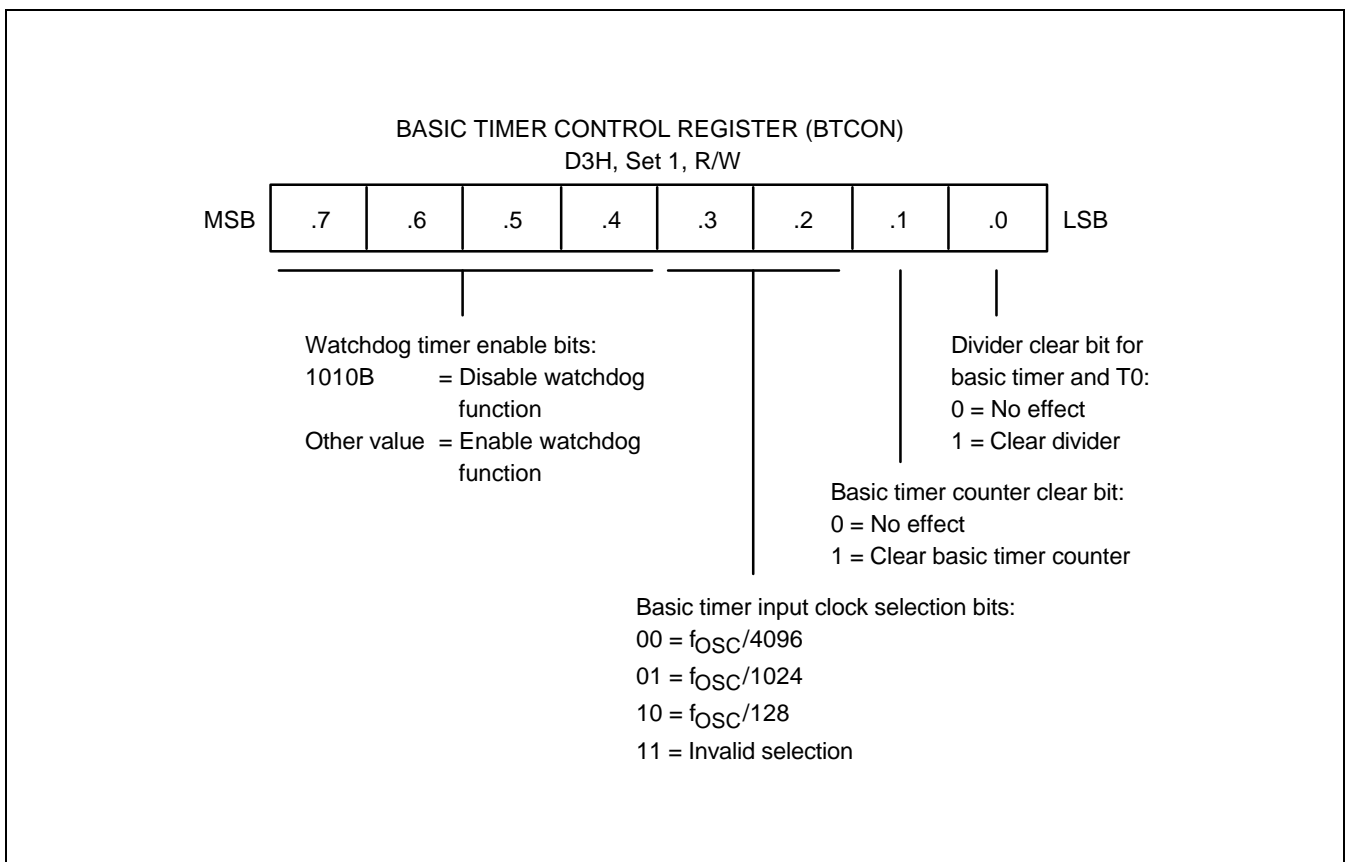 BASIC TIMER CONTROL REGISTER (BTCON)
D3H, Set 1, R/W
MSB .7 .6 .5 .4 .3 .2 .1 .0 LSB
Watchdog timer enable bits:
1010B = Disable watchdog
function
Other value = Enable watchdog
function
Divider clear bit for
basic timer and T0:
0 = No effect
1 = Clear divider
Basic timer counter clear bit:
0 = No effect
1 = Clear basic timer counter
Basic timer input clock selection bits:
00 = fOSC/4096
01 = fOSC/1024
10 = fOSC/128
11 = Invalid selection